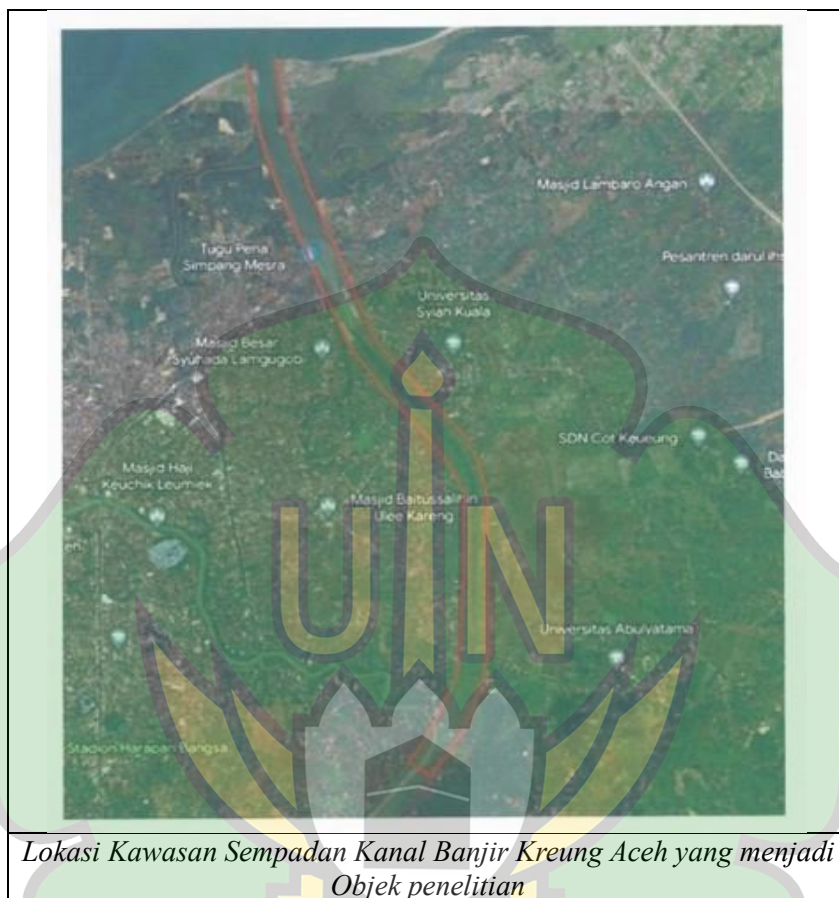 Masjid Lambaro Angan
Tugu Pena
Simpang Mesra
Pesantren darul ihs
Universitas
Syiah Kuala
Masjid Besar
Syuhada Lamgugob
SDN Cot Keueung
Da
Masjid Haji
Keuchik Leumiek
Masjid Baitussalihin
Ulee Kareng
UIN
Universitas Abulyatama
Stadion Harapan Bangsa
Lokasi Kawasan Sempadan Kanal Banjir Kreung Aceh yang menjadi
Objek penelitian